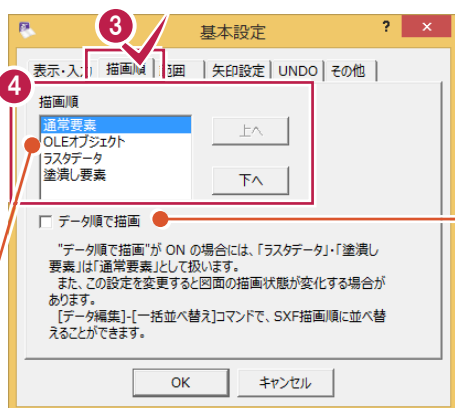 3
基本設定
?
×
表示・入力
描画順
範囲
矢印設定
UNDO
その他
4
描画順
通常要素
OLEオブジェクト
ラスタデータ
塗潰し要素
上へ
下へ
データ順で描画
"データ順で描画"が ON の場合には、「ラスタデータ」・「塗潰し
要素」は「通常要素」として扱います。
また、この設定を変更すると図面の描画状態が変化する場合が
あります。
[データ編集]-[一括並べ替え]コマンドで、SXF描画順に並べ替
えることができます。
OK
キャンセル